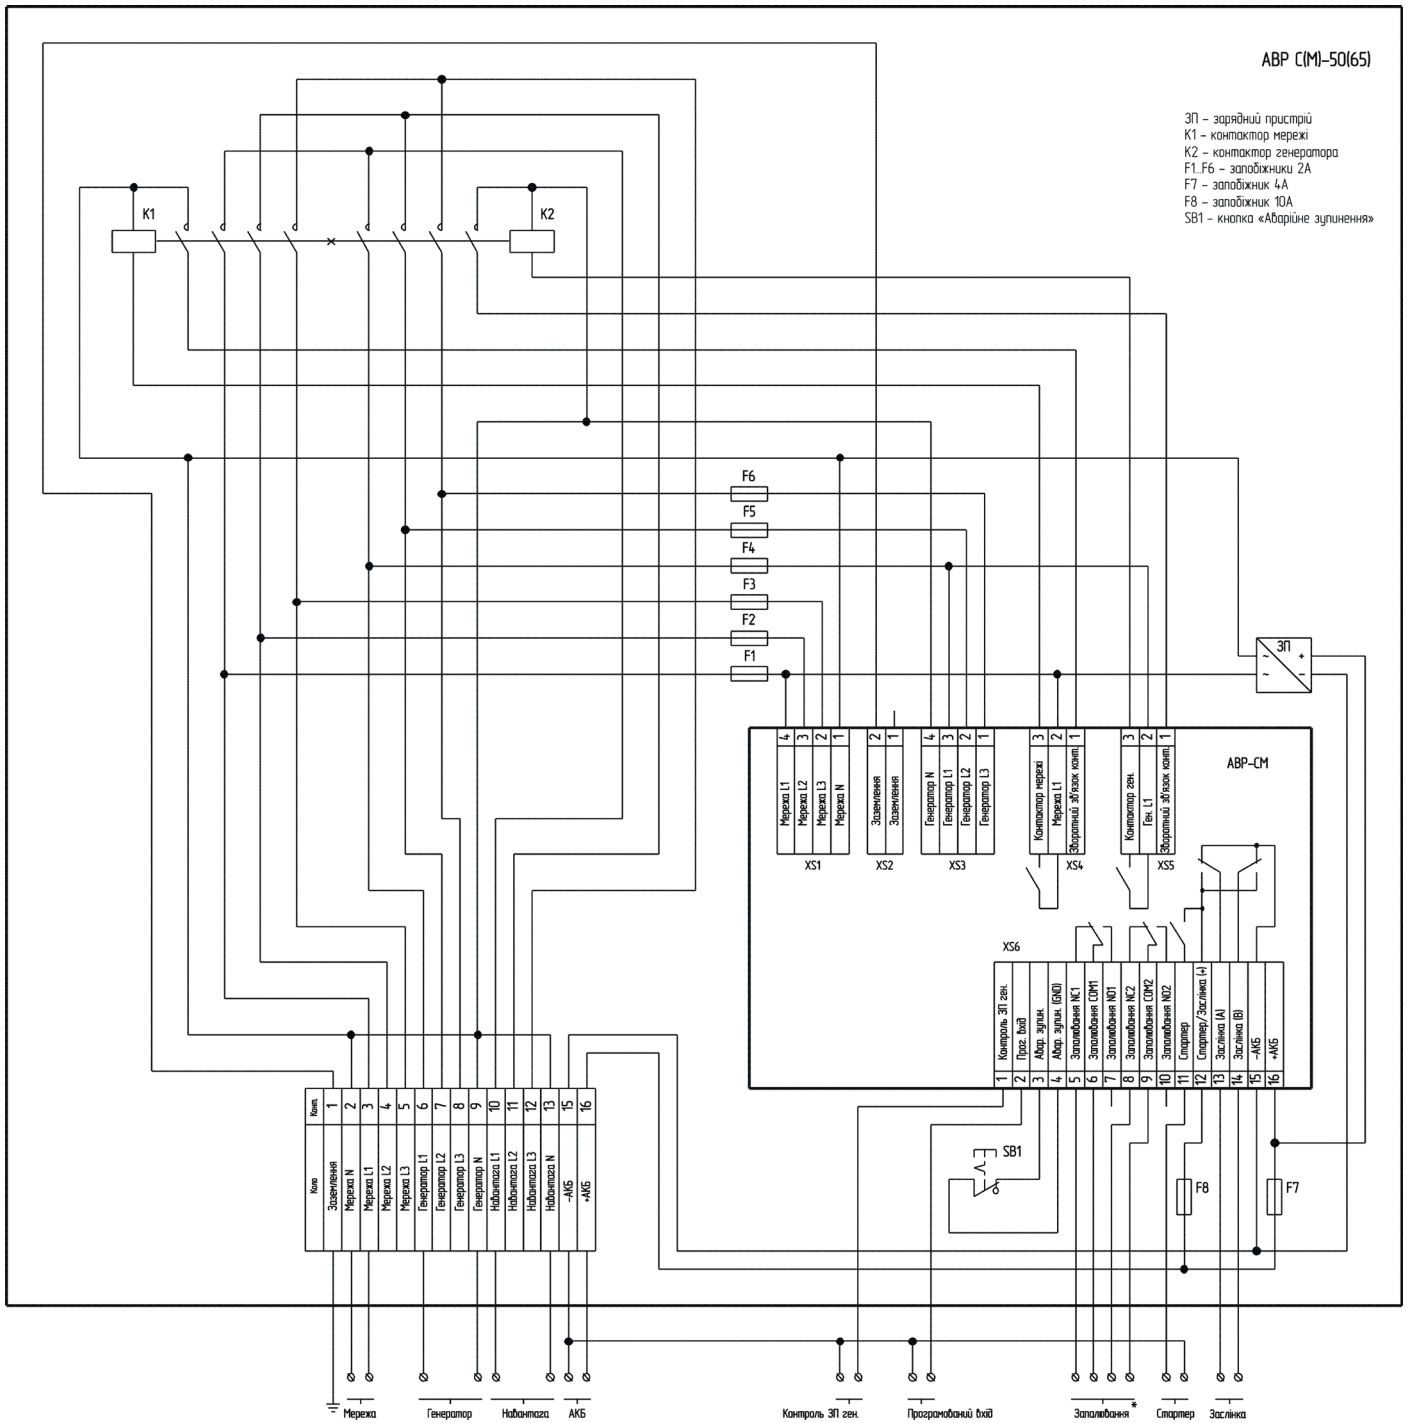 АВР С(М)-50(65)
ЗП - зарядний пристрій
К1 - контактор мережі
К2 - контактор генератора
F1...F6 - запобіжники 2А
F7 - запобіжник 4А
F8 - запобіжник 10А
SB1 - кнопка «Аварійне зупинення»
К1
К2
F6
F5
F4
F3
F2
F1
ЗП
~ +
~ −
АВР-СМ
4 Мережа L1
3 Мережа L2
2 Мережа L3
1 Мережа N
XS1
2 Заземлення
1 Заземлення
XS2
4 Генератор N
3 Генератор L1
2 Генератор L2
1 Генератор L3
XS3
3 Контактор мережі
2 Мережа L1
1 Зворотний зв'язок конт.
XS4
3 Контактор ген.
2 Ген. L1
1 Зворотний зв'язок конт.
XS5
XS6
1 Контроль ЗП ген.
2 Прог. вхід
3 Авар. зупин.
4 Авар. зупин. (GND)
5 Запалювання NC1
6 Запалювання COM1
7 Запалювання NO1
8 Запалювання NC2
9 Запалювання COM2
10 Запалювання NO2
11 Стартер
12 Стартер/Заслінка (+)
13 Заслінка (А)
14 Заслінка (В)
15 -АКБ
16 +АКБ
SB1
F8
F7
Конт. Коло
1 Заземлення
2 Мережа N
3 Мережа L1
4 Мережа L2
5 Мережа L3
6 Генератор L1
7 Генератор L2
8 Генератор L3
9 Генератор N
10 Навантага L1
11 Навантага L2
12 Навантага L3
13 Навантага N
15 -АКБ
16 +АКБ
Мережа
Генератор
Навантага
АКБ
Контроль ЗП ген.
Програмований вхід
Запалювання*
Стартер
Заслінка